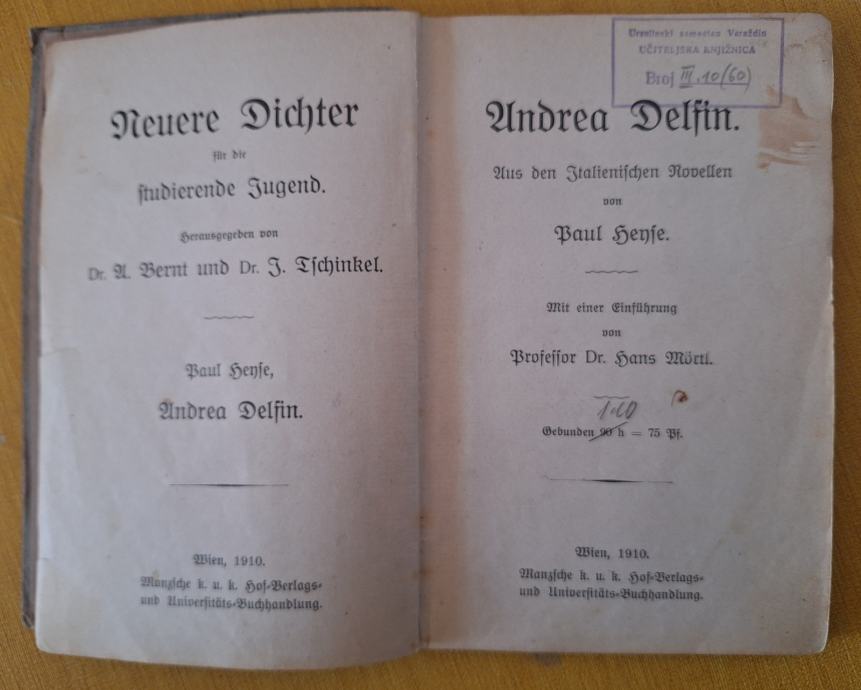 Neuere Dichter
für die
studierende Jugend.
Herausgegeben von
Dr. A. Bernt und Dr. J. Tschinkel.
Paul Heyse,
Andrea Delfin.
Wien, 1910.
Manzsche k. u. k. Hof-Verlags-
und Universitäts-Buchhandlung.
Varaždin
UČITELJSKA KNJIŽNICA
Broj III. 10(60)
Andrea Delfin.
Aus den Italienischen Novellen
von
Paul Heyse.
Mit einer Einführung
von
Professor Dr. Hans Mörtl.
Gebunden 90 h = 75 Pf.
Wien, 1910.
Manzsche k. u. k. Hof-Verlags-
und Universitäts-Buchhandlung.